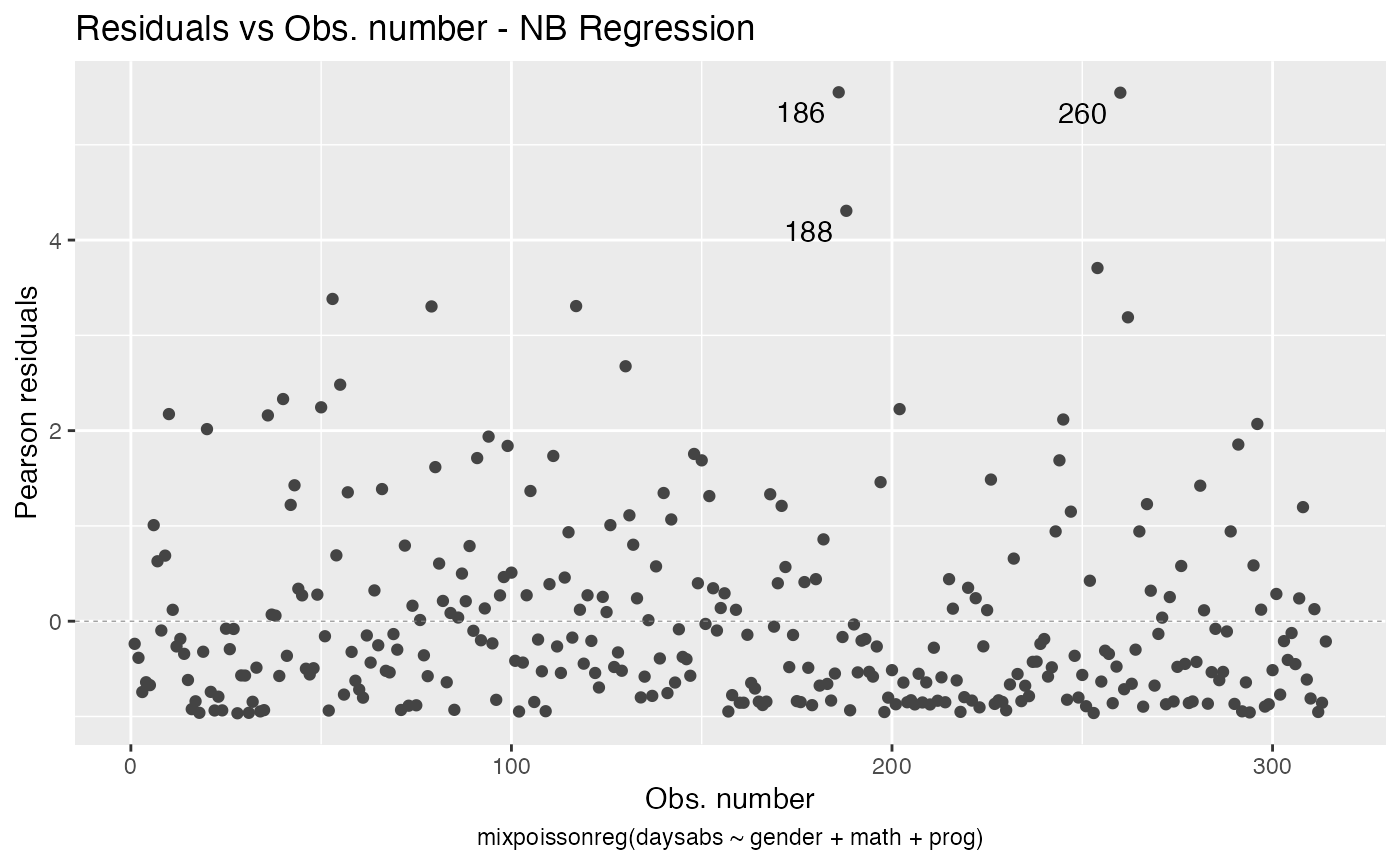 Residuals vs Obs. number - NB Regression
186
260
188
4
2
0
Pearson residuals
0
100
200
300
Obs. number
mixpoissonreg(daysabs ~ gender + math + prog)